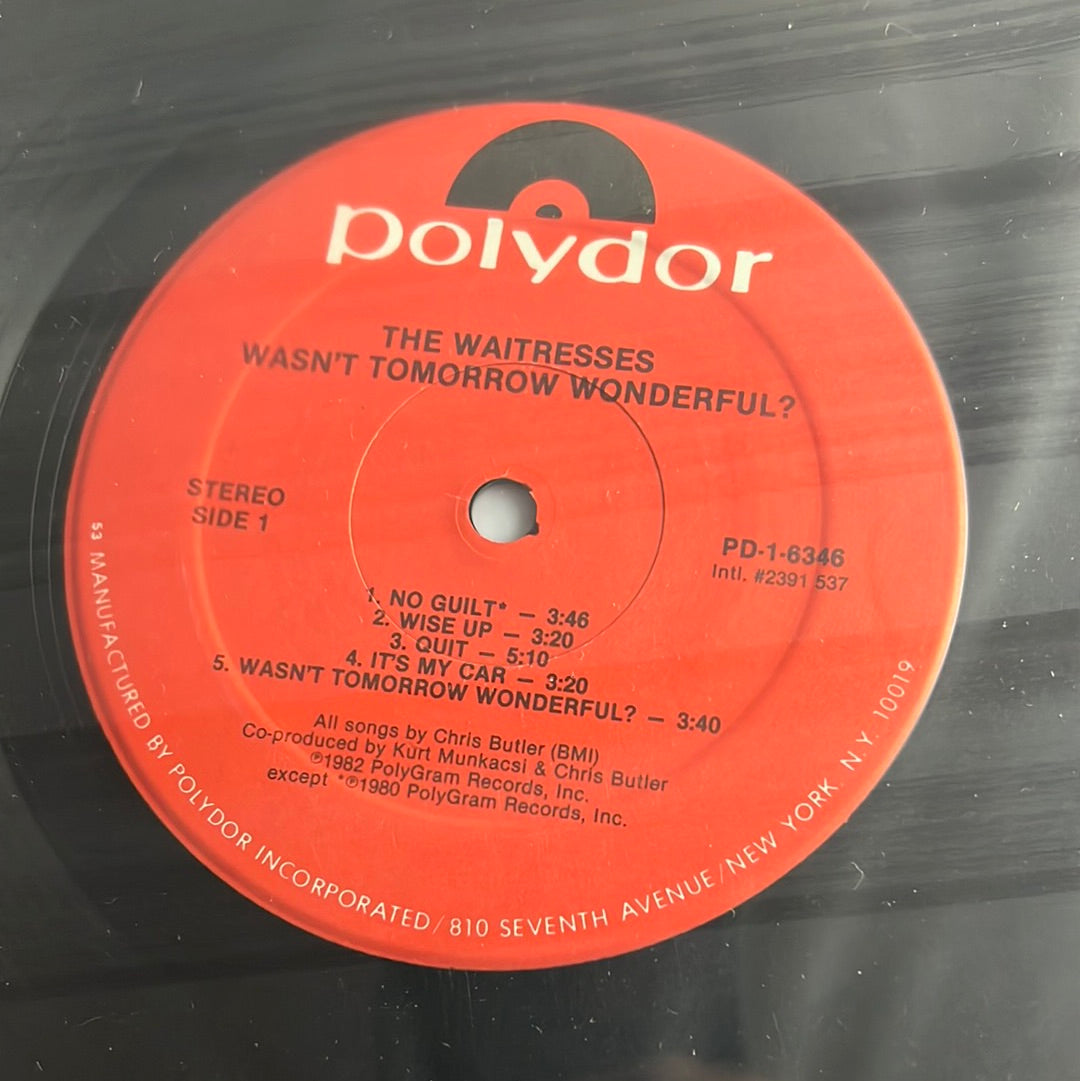 polydor
THE WAITRESSES
WASN'T TOMORROW WONDERFUL?
STEREO
SIDE 1
PD-1-6346
Intl. #2391 537
1. NO GUILT* — 3:46
2. WISE UP — 3:20
3. QUIT — 5:10
4. IT'S MY CAR — 3:20
5. WASN'T TOMORROW WONDERFUL? — 3:40
All songs by Chris Butler (BMI)
Co-produced by Kurt Munkacsi & Chris Butler
℗1982 PolyGram Records, Inc.
except *℗1980 PolyGram Records, Inc.
53 MANUFACTURED BY POLYDOR INCORPORATED/810 SEVENTH AVENUE/NEW YORK. N.Y. 10019